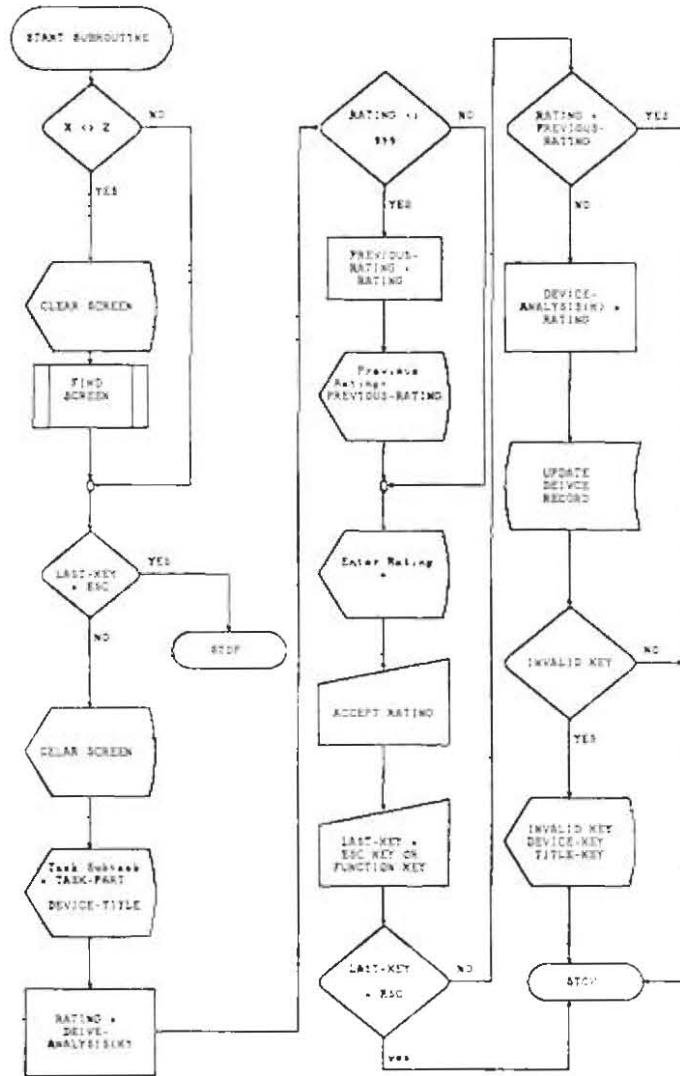 START SUBROUTINE
X <> Z
NO
YES
CLEAR SCREEN
FIND
SCREEN
LAST-KEY
= ESC
YES
STOP
NO
CELAR SCREEN
Task Subtask
= TASK-PART
DEVICE-TITLE
RATING =
DEIVE-
ANALYSIS(K)
RATING <>
999
NO
YES
PREVIOUS-
RATING =
RATING
Previous
Rating=
PREVIOUS-RATING
Enter Rating
=
ACCEPT RATING
LAST-KEY =
ESC KEY OR
FUNCTION KEY
LAST-KEY
= ESC
NO
yes
RATING =
PREVIOUS-
RATING
YES
NO
DEVICE-
ANALYSIS(K) =
RATING
UPDATE
DEIVCE
RECORD
INVALID KEY
NO
YES
INVALID KEY
DEVICE-KEY
TITLE-KEY
STOP